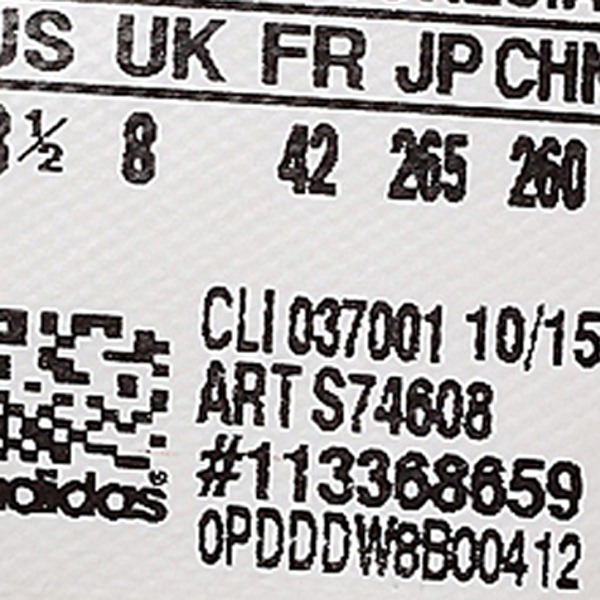 US UK FR JP CHN
8½ 8 42 265 260
CLI 037001 10/15
ART S74608
#113368659
adidas®
0PDDDW8B00412